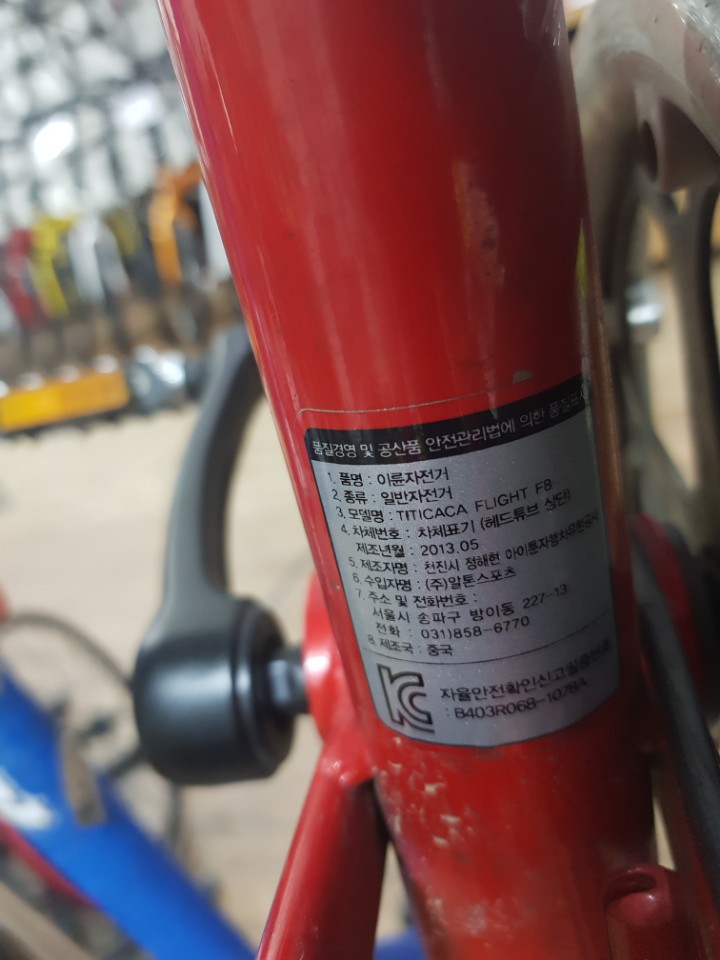 품질경영 및 공산품 안전관리법에 의한 품질표
1. 품명 : 이륜자전거
2. 종류 : 일반자전거
3. 모델명 : TITICACA FLIGHT F8
4. 차체번호 : 차체표기 (헤드튜브 상단)
제조년월 : 2013.05
5. 제조자명 : 천진시 정해현 아이룬자행차유한공사
6. 수입자명 : (주)알톤스포츠
7. 주소 및 전화번호 :
서울시 송파구 방이동 227-13
전화 : 031)858-6770
8. 제조국 : 중국
KC 자율안전확인신고필증번호
: B403R068-1078A